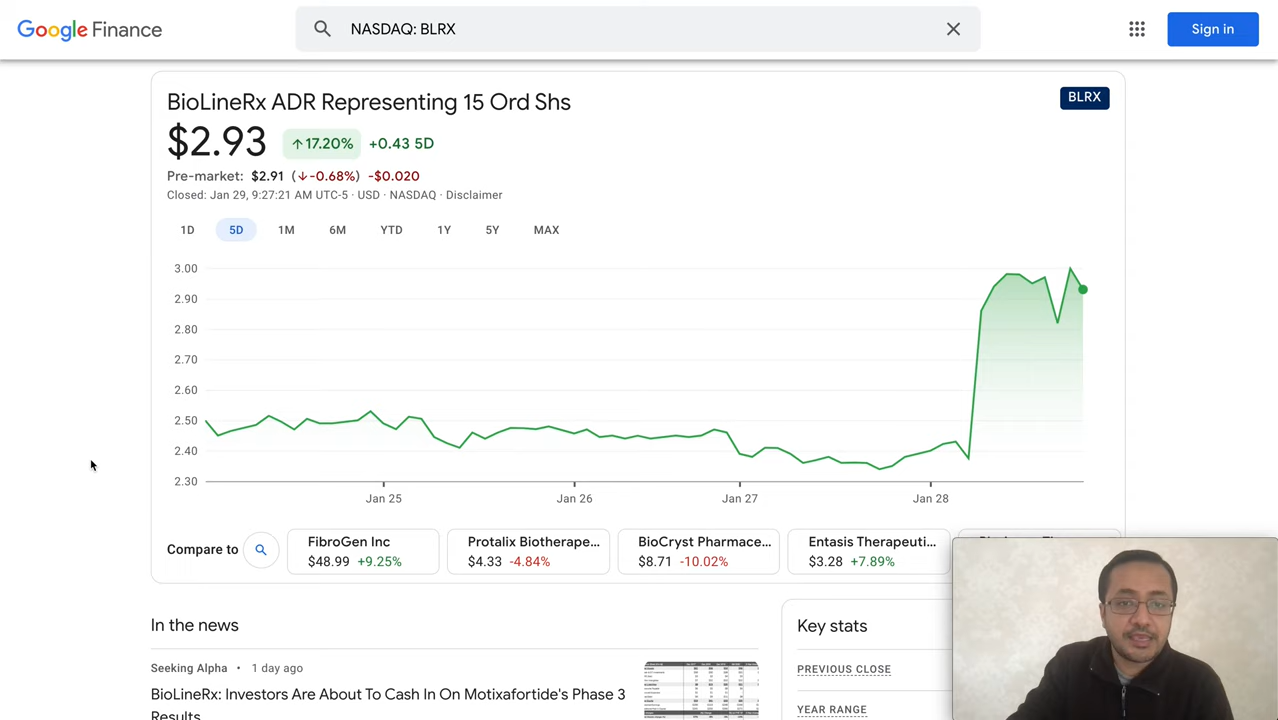 Google Finance
NASDAQ: BLRX
Sign in
BioLineRx ADR Representing 15 Ord Shs
BLRX
$2.93 ↑17.20% +0.43 5D
Pre-market: $2.91 (↓-0.68%) -$0.020
Closed: Jan 29, 9:27:21 AM UTC-5 · USD · NASDAQ · Disclaimer
1D 5D 1M 6M YTD 1Y 5Y MAX
3.00
2.90
2.80
2.70
2.60
2.50
2.40
2.30
Jan 25 Jan 26 Jan 27 Jan 28
Compare to
FibroGen Inc
$48.99 +9.25%
Protalix Biotherape...
$4.33 -4.84%
BioCryst Pharmace...
$8.71 -10.02%
Entasis Therapeuti...
$3.28 +7.89%
In the news
Seeking Alpha • 1 day ago
BioLineRx: Investors Are About To Cash In On Motixafortide's Phase 3
Results
Key stats
PREVIOUS CLOSE
YEAR RANGE